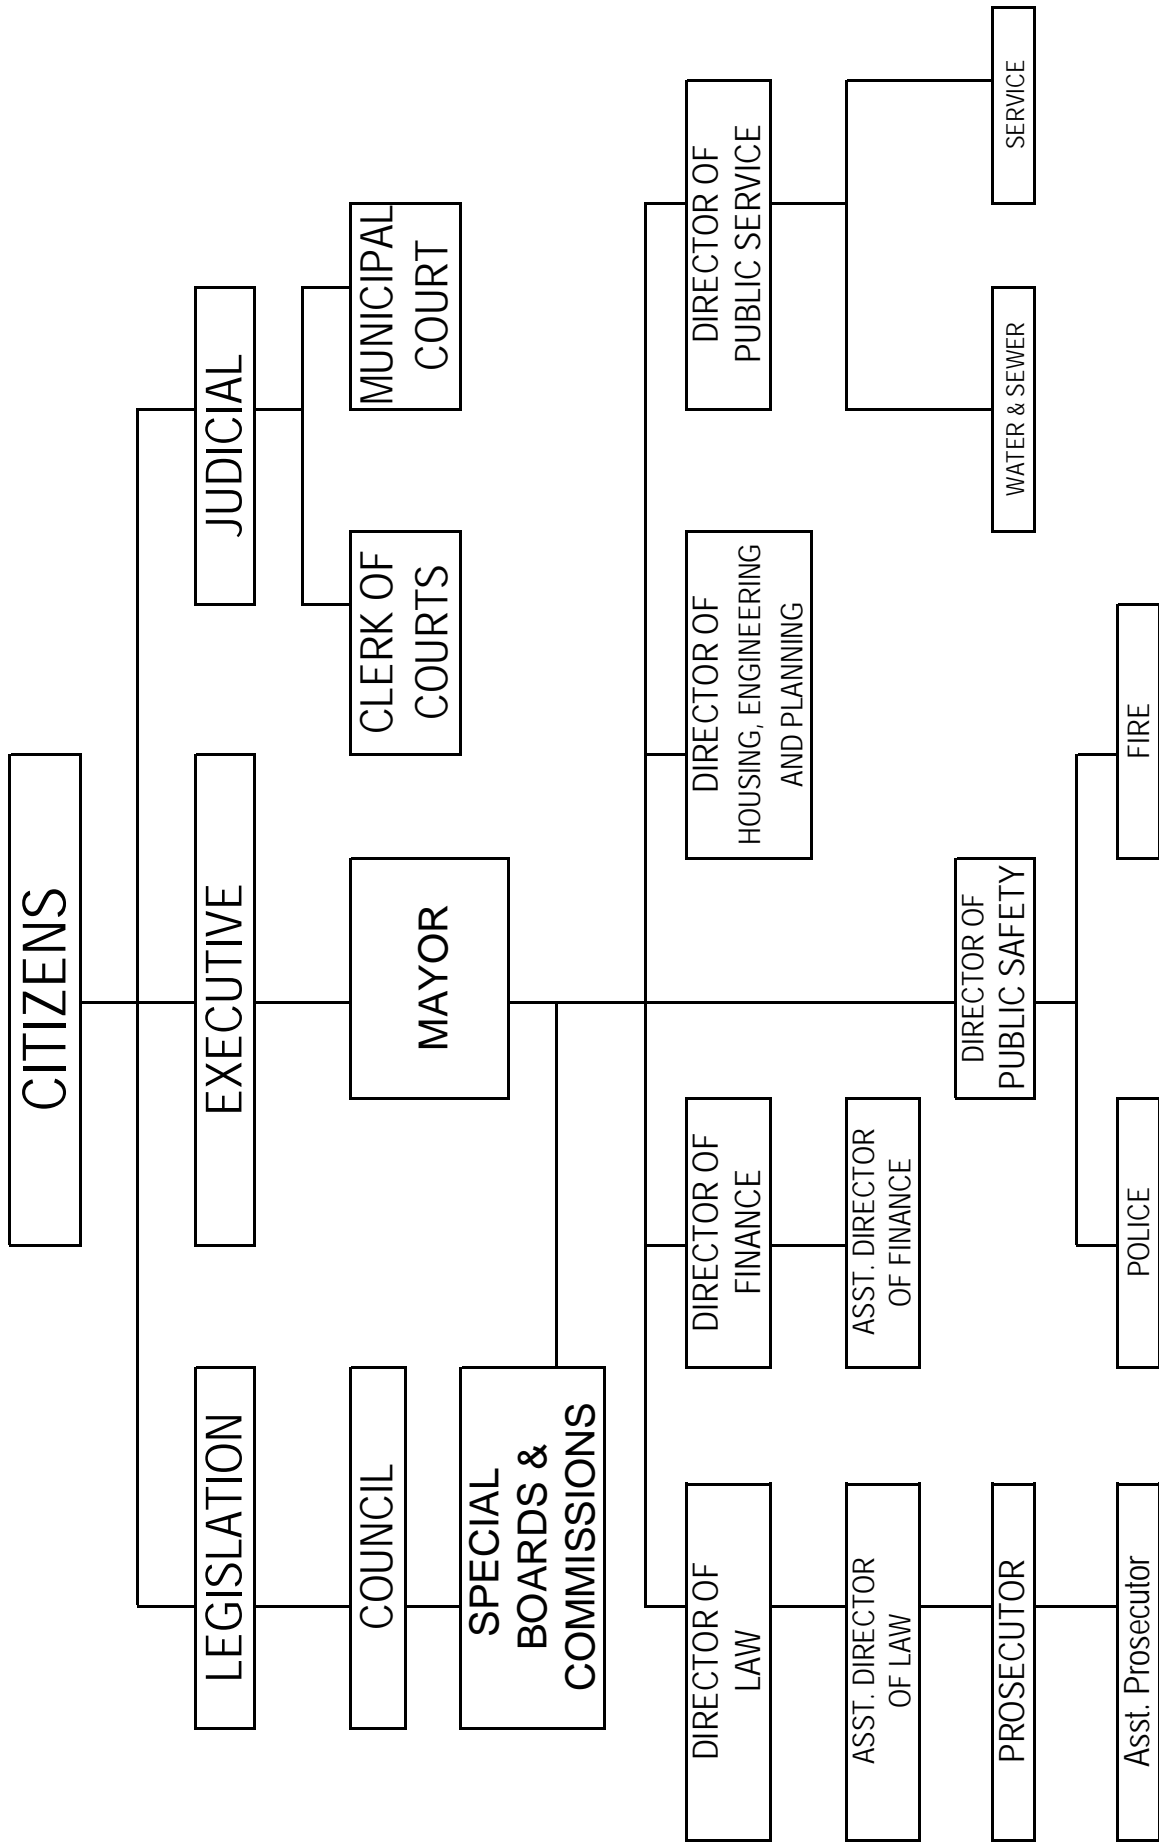 CITIZENS
LEGISLATION
EXECUTIVE
JUDICIAL
COUNCIL
MAYOR
CLERK OF
COURTS
MUNICIPAL
COURT
SPECIAL
BOARDS &
COMMISSIONS
DIRECTOR OF
LAW
DIRECTOR OF
FINANCE
DIRECTOR OF
HOUSING, ENGINEERING
AND PLANNING
DIRECTOR OF
PUBLIC SERVICE
ASST. DIRECTOR
OF LAW
ASST. DIRECTOR
OF FINANCE
DIRECTOR OF
PUBLIC SAFETY
PROSECUTOR
WATER & SEWER
SERVICE
Asst. Prosecutor
POLICE
FIRE